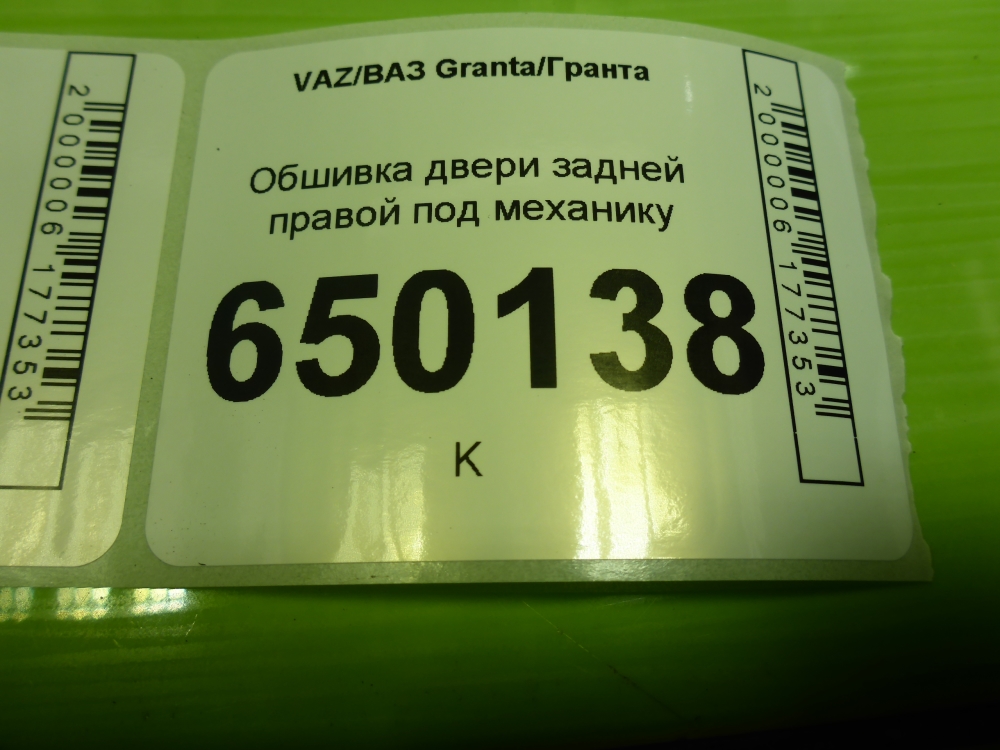 VAZ/ВАЗ Granta/Гранта
Обшивка двери задней
правой под механику
650138
К
2000006177353
2000006177353